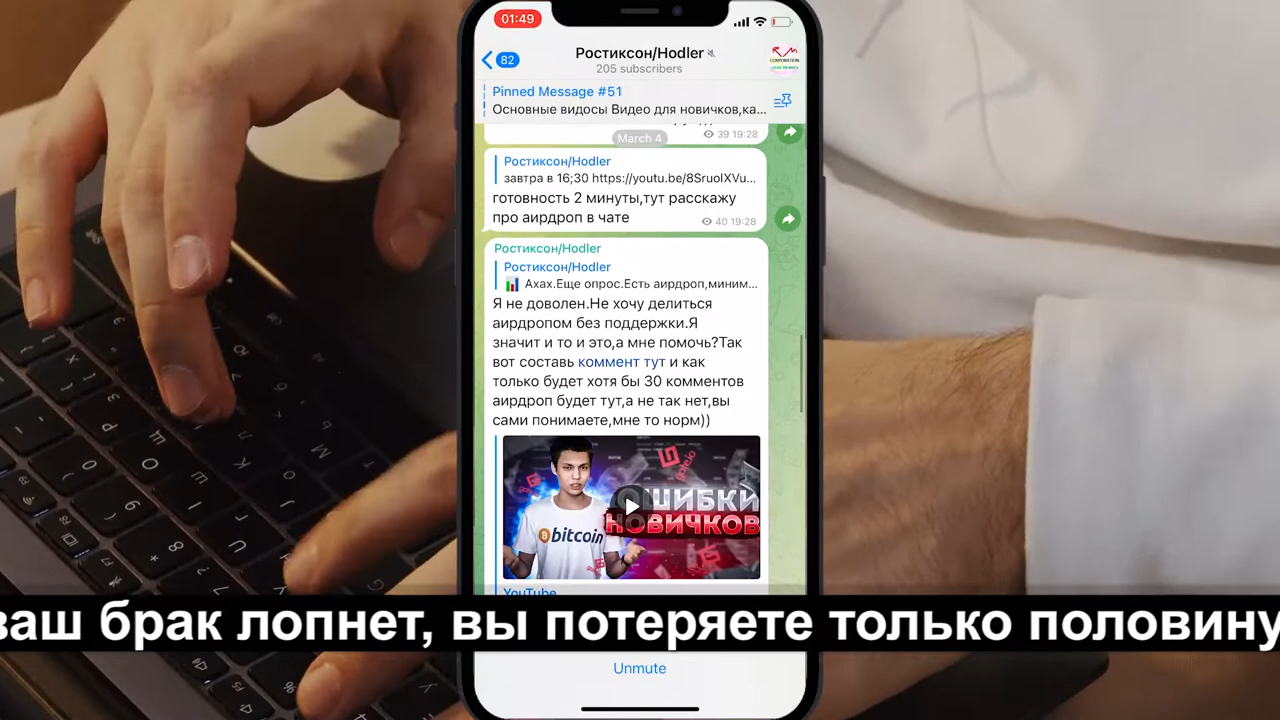 01:49
82
Ростиксон/Hodler
205 subscribers
CORPORATION
Pinned Message #51
Основные видосы Видео для новичков,ка...
March 4
39 19:28
Ростиксон/Hodler
завтра в 16;30 https://youtu.be/8SruoIXVu...
готовность 2 минуты,тут расскажу
про аирдроп в чате
40 19:28
Ростиксон/Hodler
Ростиксон/Hodler
Ахах.Еще опрос.Есть аирдроп,миним...
Я не доволен.Не хочу делиться
аирдропом без поддержки.Я
значит и то и это,а мне помочь?Так
вот составь коммент тут и как
только будет хотя бы 30 комментов
аирдроп будет тут,а не так нет,вы
сами понимаете,мне то норм))
gate.io
ОШИБКИ
НОВИЧКОВ
bitcoin
YouTube
ваш брак лопнет, вы потеряете только половину
Unmute